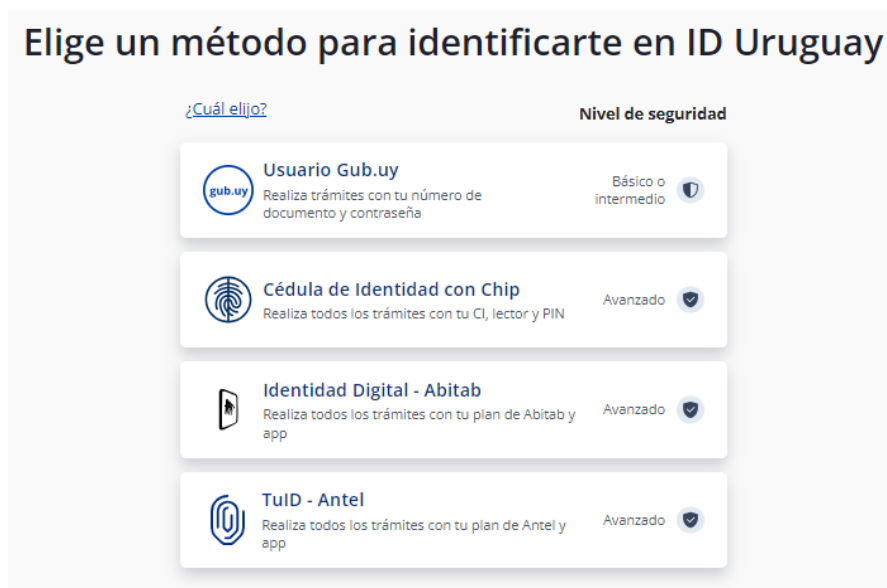 Elige un método para identificarte en ID Uruguay
¿Cuál elijo?
Nivel de seguridad
gub.uy
Usuario Gub.uy
Realiza trámites con tu número de
documento y contraseña
Básico o
intermedio
Cédula de Identidad con Chip
Realiza todos los trámites con tu CI, lector y PIN
Avanzado
Identidad Digital - Abitab
Realiza todos los trámites con tu plan de Abitab y
app
Avanzado
TuID - Antel
Realiza todos los trámites con tu plan de Antel y
app
Avanzado